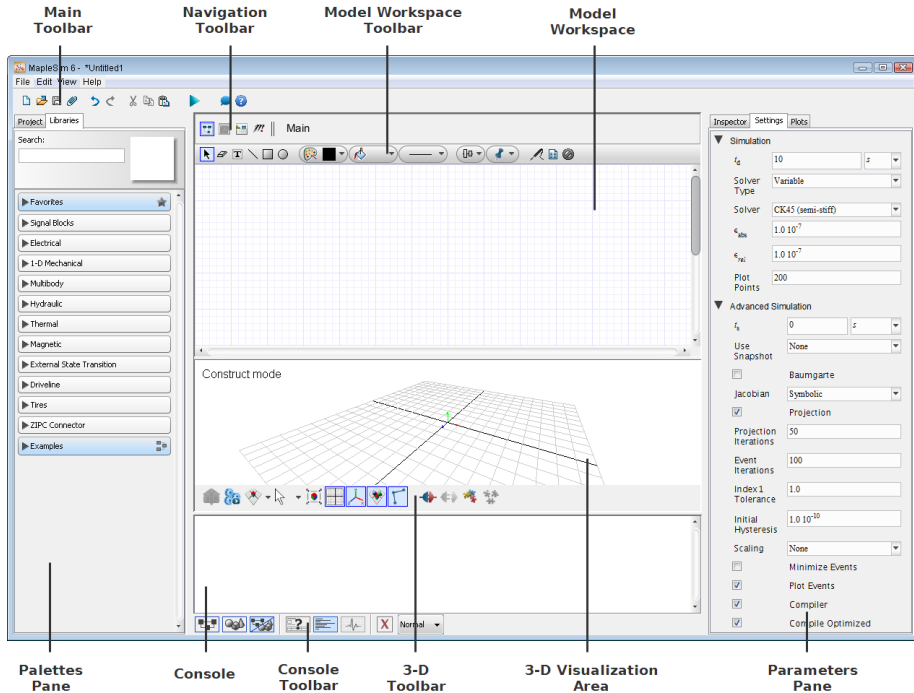 Main Toolbar
Navigation Toolbar
Model Workspace Toolbar
Model Workspace
MapleSim 6 - *Untitled1
File Edit View Help
Project Libraries
Search:
Favorites
Signal Blocks
Electrical
1-D Mechanical
Multibody
Hydraulic
Thermal
Magnetic
External State Transition
Driveline
Tires
ZIPC Connector
Examples
Main
Construct mode
Normal
Inspector Settings Plots
Simulation
td 10 s
Solver Type Variable
Solver CK45 (semi-stiff)
εabs 1.0 10⁻⁷
εrel 1.0 10⁻⁷
Plot Points 200
Advanced Simulation
ts 0 s
Use Snapshot None
Baumgarte
Jacobian Symbolic
Projection
Projection Iterations 50
Event Iterations 100
Index1 Tolerance 1.0
Initial Hysteresis 1.0 10⁻¹⁰
Scaling None
Minimize Events
Plot Events
Compiler
Compile Optimized
Palettes Pane
Console
Console Toolbar
3-D Toolbar
3-D Visualization Area
Parameters Pane